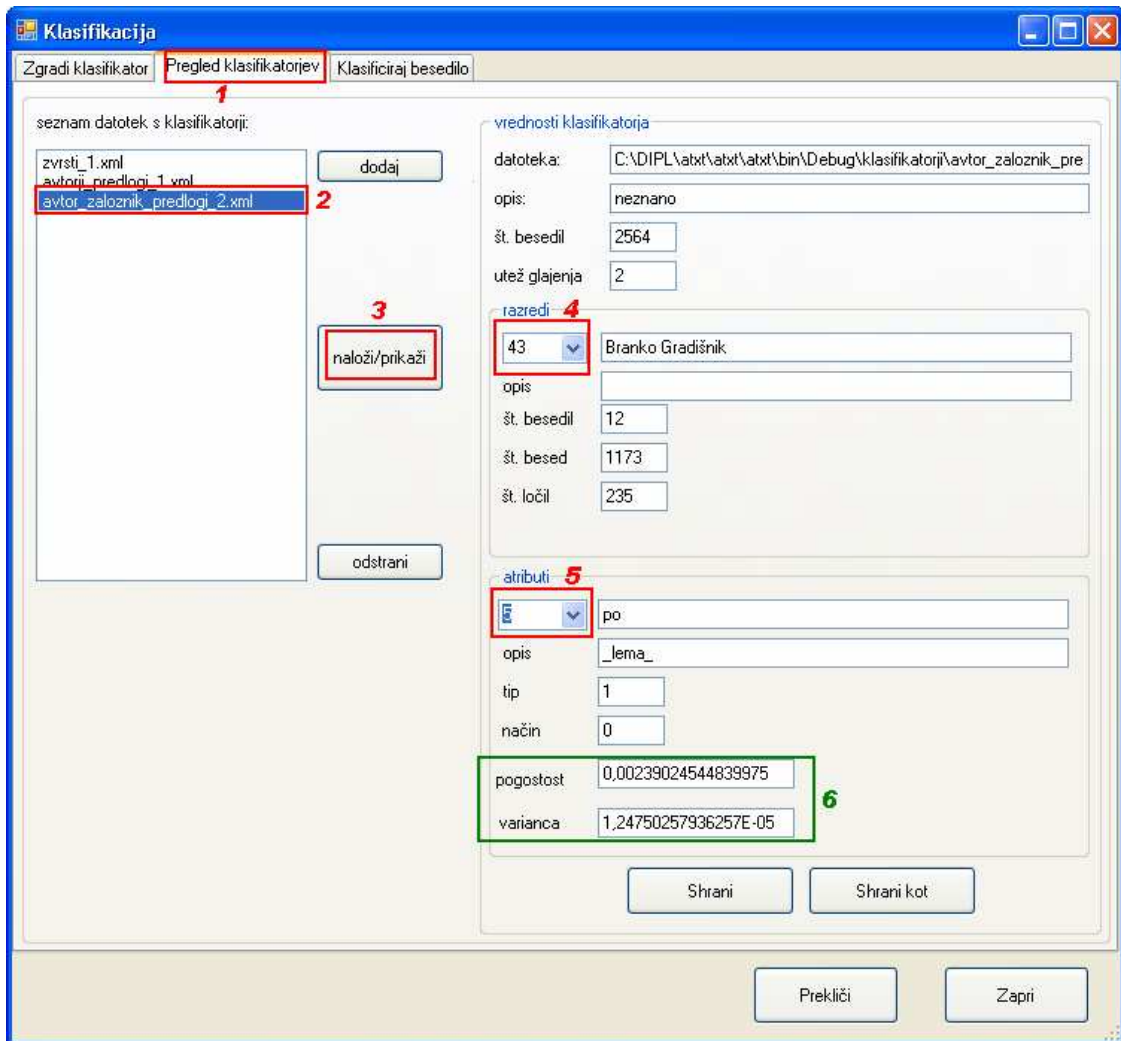 Klasifikacija
Zgradi klasifikator Pregled klasifikatorjev Klasificiraj besedilo
1
seznam datotek s klasifikatorji:
zvrsti_1.xml
avtorji_predlogi_1.xml
avtor_zaloznik_predlogi_2.xml
2
dodaj
3
naloži/prikaži
odstrani
vrednosti klasifikatorja
datoteka: C:\DIPL\atxt\atxt\atxt\bin\Debug\klasifikatorji\avtor_zaloznik_pre
opis: neznano
št. besedil 2564
utež glajenja 2
razredi 4
43 Branko Gradišnik
opis
št. besedil 12
št. besed 1173
št. ločil 235
atributi 5
5 po
opis _lema_
tip 1
način 0
pogostost 0,00239024544839975
6
varianca 1,24750257936257E-05
Shrani Shrani kot
Prekliči Zapri